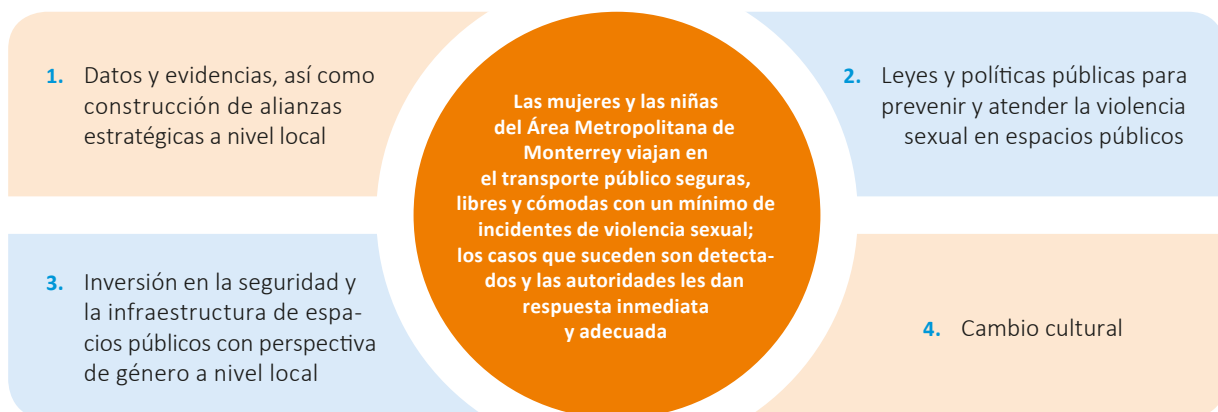 1. Datos y evidencias, así como
construcción de alianzas
estratégicas a nivel local
2. Leyes y políticas públicas para
prevenir y atender la violencia
sexual en espacios públicos
Las mujeres y las niñas
del Área Metropolitana de
Monterrey viajan en
el transporte público seguras,
libres y cómodas con un mínimo de
incidentes de violencia sexual;
los casos que suceden son detecta-
dos y las autoridades les dan
respuesta inmediata
y adecuada
3. Inversión en la seguridad y
la infraestructura de espa-
cios públicos con perspectiva
de género a nivel local
4. Cambio cultural